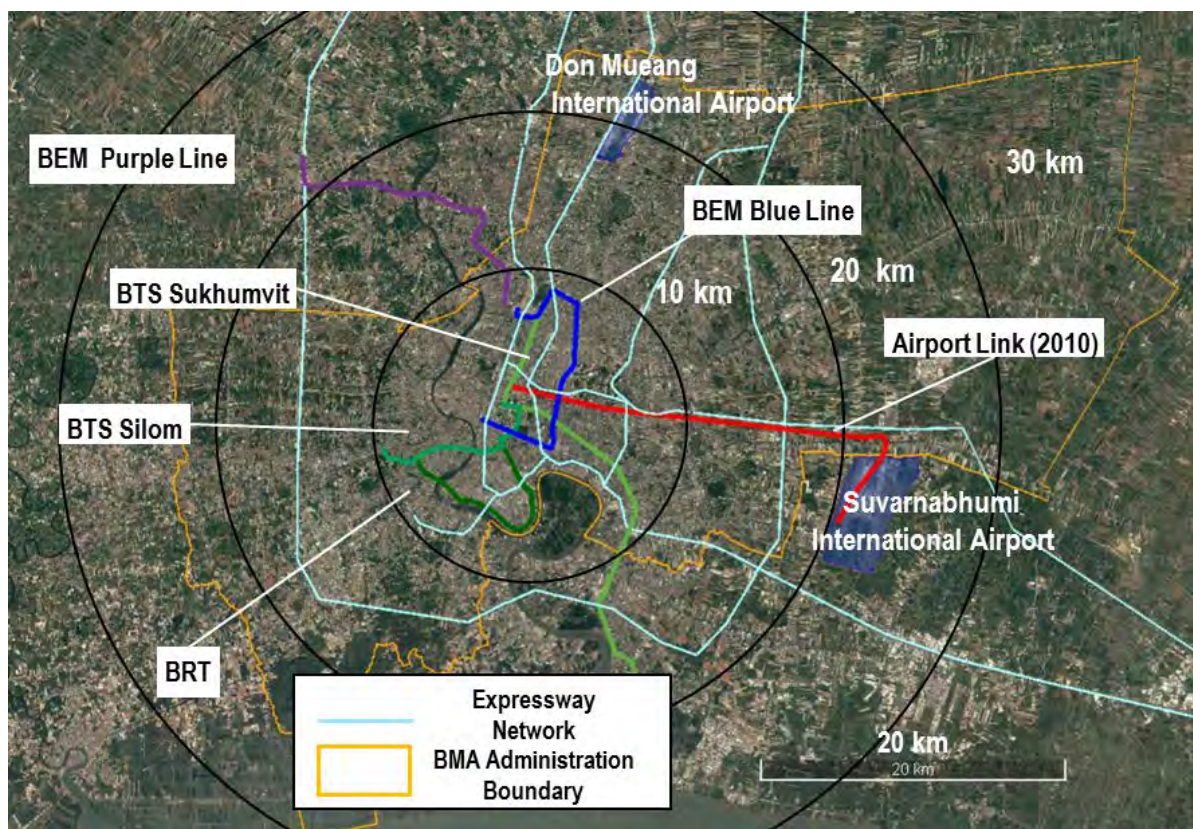 Don Mueang
International Airport
BEM Purple Line
30 km
BEM Blue Line
20 km
BTS Sukhumvit
10 km
Airport Link (2010)
BTS Silom
Suvarnabhumi
International Airport
BRT
Expressway
Network
BMA Administration
Boundary
20 km
20 km